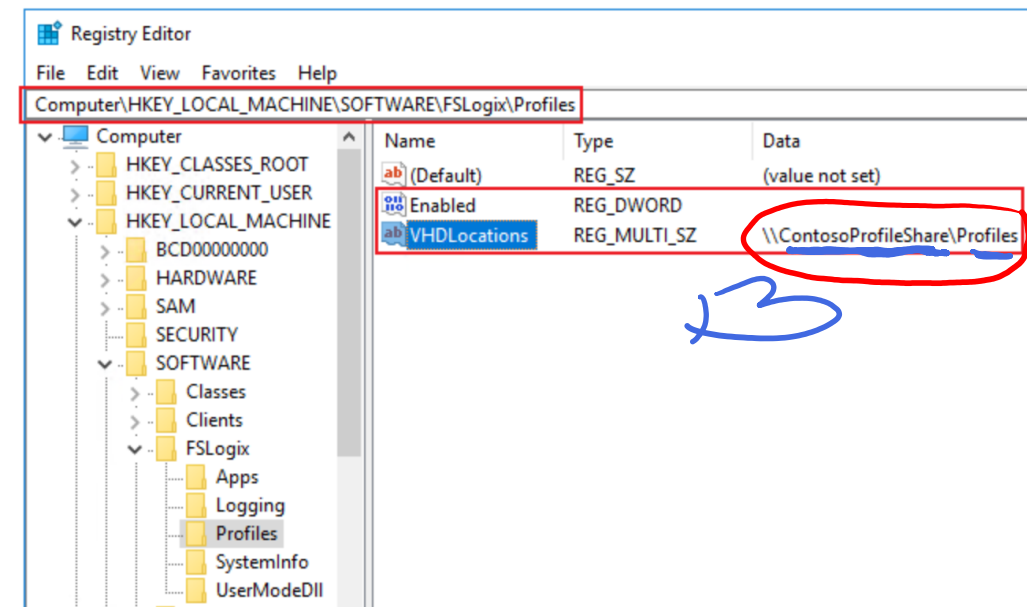 Registry Editor
File Edit View Favorites Help
Computer\HKEY_LOCAL_MACHINE\SOFTWARE\FSLogix\Profiles
Computer
HKEY_CLASSES_ROOT
HKEY_CURRENT_USER
HKEY_LOCAL_MACHINE
BCD00000000
HARDWARE
SAM
SECURITY
SOFTWARE
Classes
Clients
FSLogix
Apps
Logging
Profiles
SystemInfo
UserModeDll
Name Type Data
(Default) REG_SZ (value not set)
Enabled REG_DWORD
VHDLocations REG_MULTI_SZ \\ContosoProfileShare\Profiles